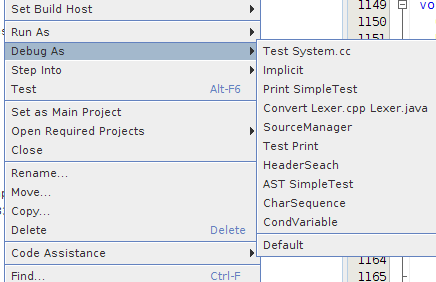 Set Build Host
Run As
Debug As
Step Into
Test Alt-F6
Set as Main Project
Open Required Projects
Close
Rename...
Move...
Copy...
Delete Delete
Code Assistance
Find... Ctrl-F
Test System.cc
Implicit
Print SimpleTest
Convert Lexer.cpp Lexer.java
SourceManager
Test Print
HeaderSeach
AST SimpleTest
CharSequence
CondVariable
Default
1149 vo
1150
1151
1164
1165